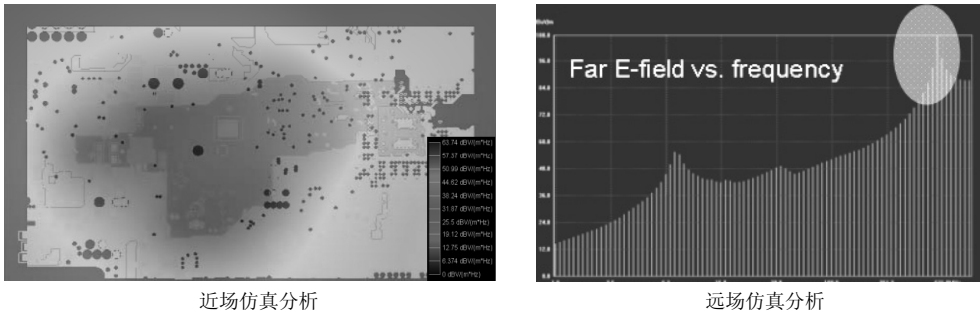 63.74 dBV/(m*Hz)
57.37 dBV/(m*Hz)
50.99 dBV/(m*Hz)
44.62 dBV/(m*Hz)
38.24 dBV/(m*Hz)
31.87 dBV/(m*Hz)
25.5 dBV/(m*Hz)
19.12 dBV/(m*Hz)
12.75 dBV/(m*Hz)
6.374 dBV/(m*Hz)
0 dBV/(m*Hz)
近场仿真分析
Far E-field vs. frequency
远场仿真分析